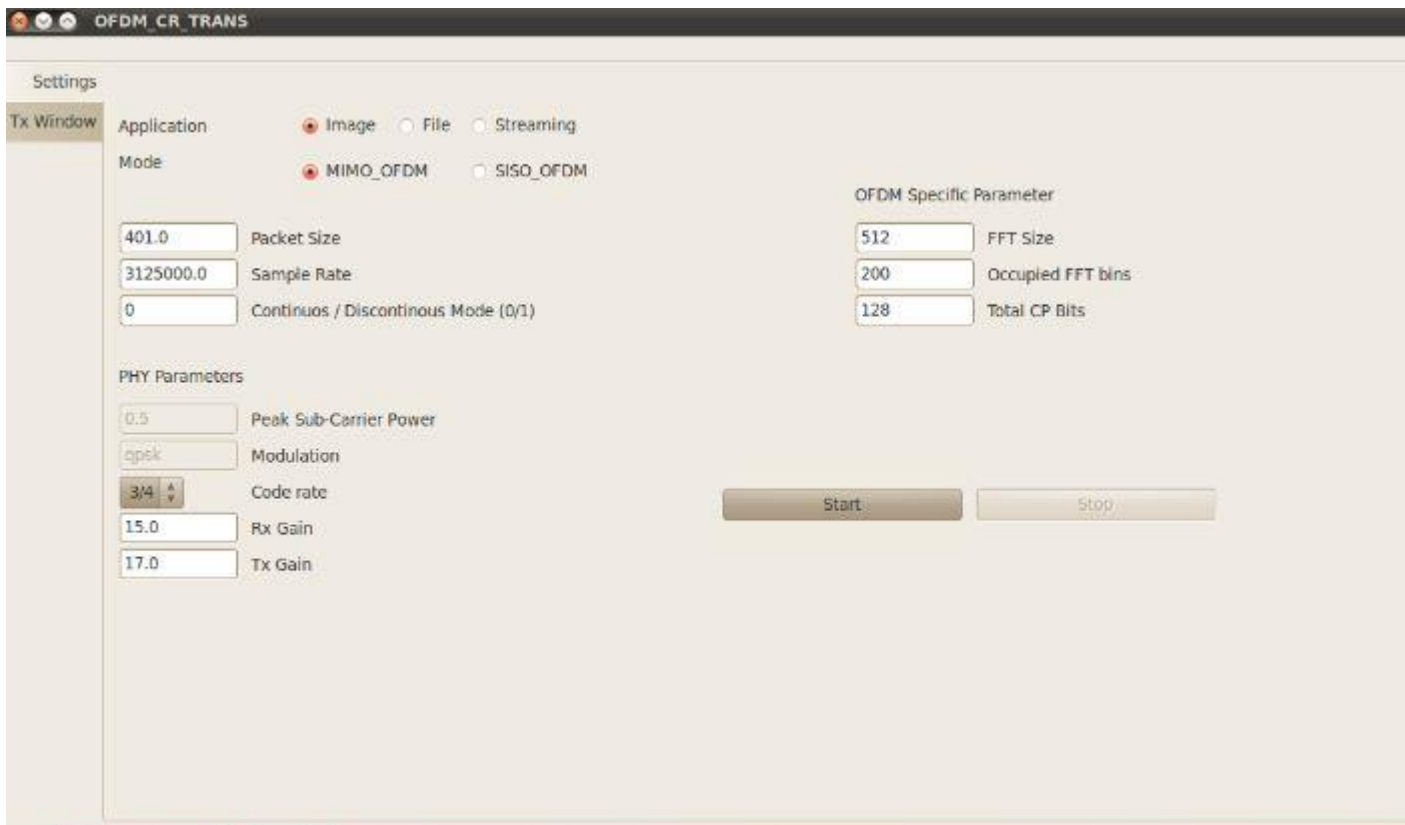 OFDM_CR_TRANS
Settings
Tx Window
Application Image File Streaming
Mode MIMO_OFDM SISO_OFDM
OFDM Specific Parameter
401.0 Packet Size 512 FFT Size
3125000.0 Sample Rate 200 Occupied FFT bins
0 Continuos / Discontinous Mode (0/1) 128 Total CP Bits
PHY Parameters
0.5 Peak Sub-Carrier Power
qpsk Modulation
3/4 Code rate Start Stop
15.0 Rx Gain
17.0 Tx Gain